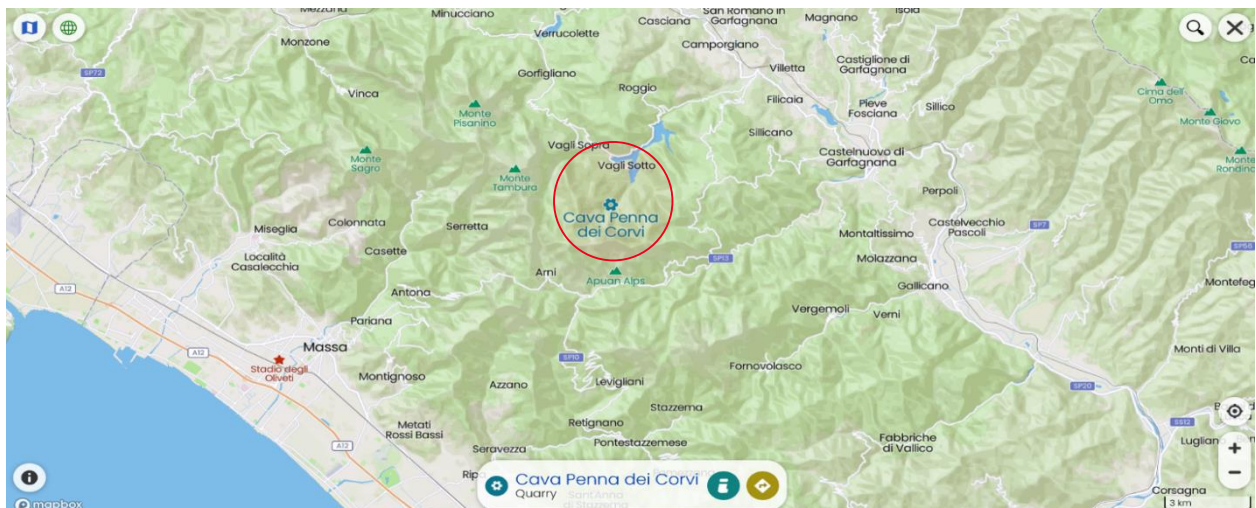 Minucciano
San Romano in
Garfagnana
Casciana
Magnano
Verrucolette
Monzone
Camporgiano
Castiglione di
Garfagnana
Villetta
Gorfigliano
SP72
Roggio
Vinca
Filicaia
Pieve
Fosciana
Sillico
Cima dell'
Omo
Monte
Pisanino
Monte Giovo
Sillicano
Vagli Sopra
Vagli Sotto
Castelnuovo di
Garfagnana
Monte
Sagro
Monte
Tambura
Monte
Rondino
Perpoli
Cava Penna
dei Corvi
Colonnata
Miseglia
Serretta
Castelvecchio
Pascoli
SP7
Montaltissimo
SP56
Casette
Località
Casalecchia
Molazzana
SP13
Arni
Apuan Alps
Montefeg
A12
Antona
Gallicano
Vergemoli
Verni
Pariana
Massa
A12
Monti di Villa
SP10
Stadio degli
Oliveti
Montignoso
Fornovolasco
Azzano
Levigliani
SP20
Stazzema
Metati
Rossi Bassi
Retignano
SS12
A12
Pontestazzemese
Fabbriche
di Vallico
Lugliano
Seravezza
Cava Penna dei Corvi
Quarry
Sant'Anna
di Stazzema
Corsagna
3 km
mapbox